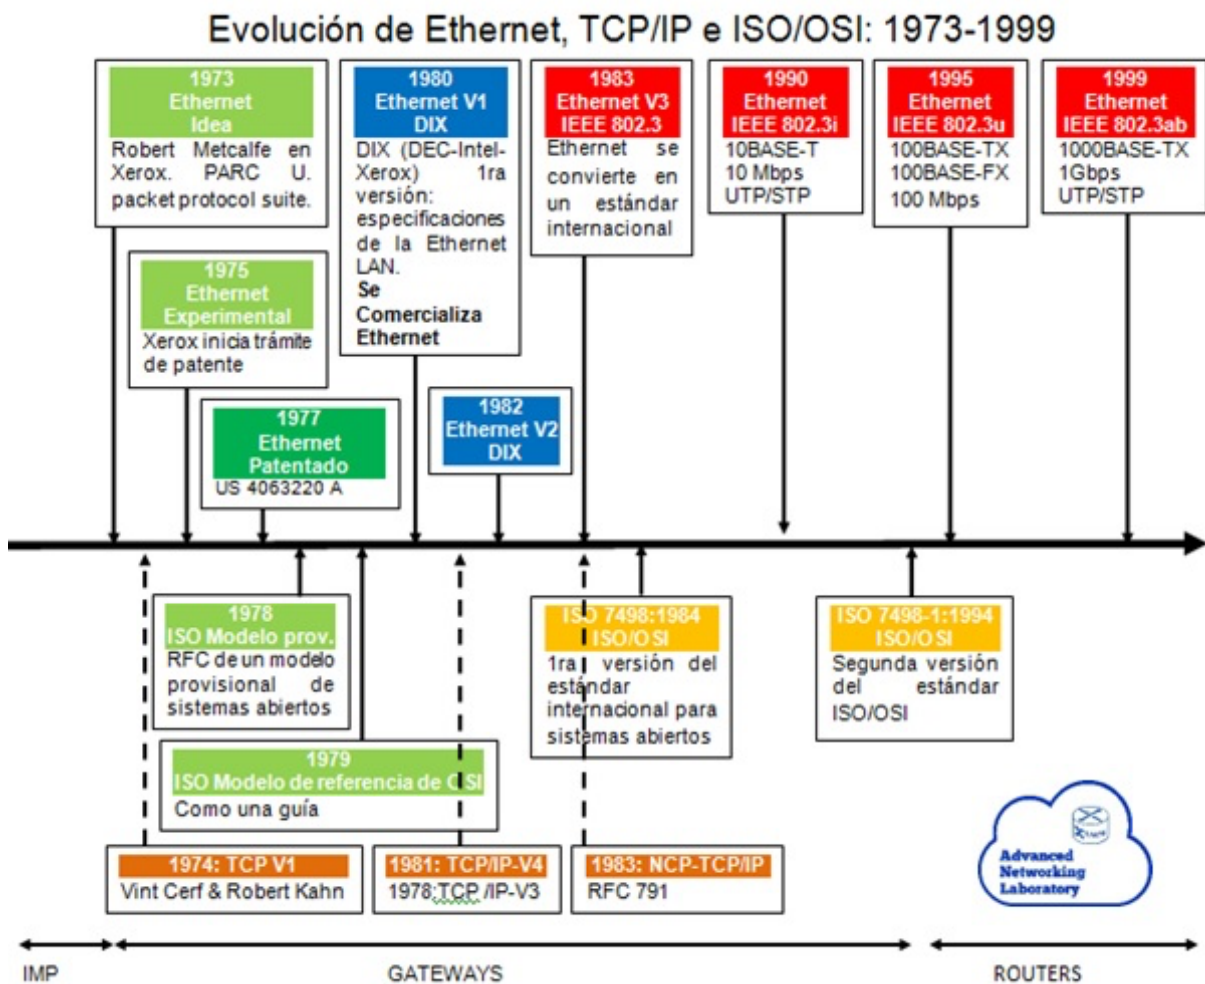 Evolución de Ethernet, TCP/IP e ISO/OSI: 1973-1999
1973
Ethernet
Idea
Robert Metcalfe en
Xerox. PARC U.
packet protocol suite.
1980
Ethernet V1
DIX
DIX (DEC-Intel-
Xerox) 1ra
versión:
especificaciones
de la Ethernet
LAN.
Se
Comercializa
Ethernet
1983
Ethernet V3
IEEE 802.3
Ethernet se
convierte en
un estándar
internacional
1990
Ethernet
IEEE 802.3i
10BASE-T
10 Mbps
UTP/STP
1995
Ethernet
IEEE 802.3u
100BASE-TX
100BASE-FX
100 Mbps
1999
Ethernet
IEEE 802.3ab
1000BASE-TX
1Gbps
UTP/STP
1975
Ethernet
Experimental
Xerox inicia trámite
de patente
1977
Ethernet
Patentado
US 4063220 A
1982
Ethernet V2
DIX
1978
ISO Modelo prov.
RFC de un modelo
provisional de
sistemas abiertos
ISO 7498:1984
ISO/OSI
1ra versión del
estándar
internacional para
sistemas abiertos
ISO 7498-1:1994
ISO/OSI
Segunda versión
del estándar
ISO/OSI
1979
ISO Modelo de referencia de OSI
Como una guía
1974: TCP V1
Vint Cerf & Robert Kahn
1981: TCP/IP-V4
1978:TCP /IP-V3
1983: NCP-TCP/IP
RFC 791
Advanced
Networking
Laboratory
IMP
GATEWAYS
ROUTERS